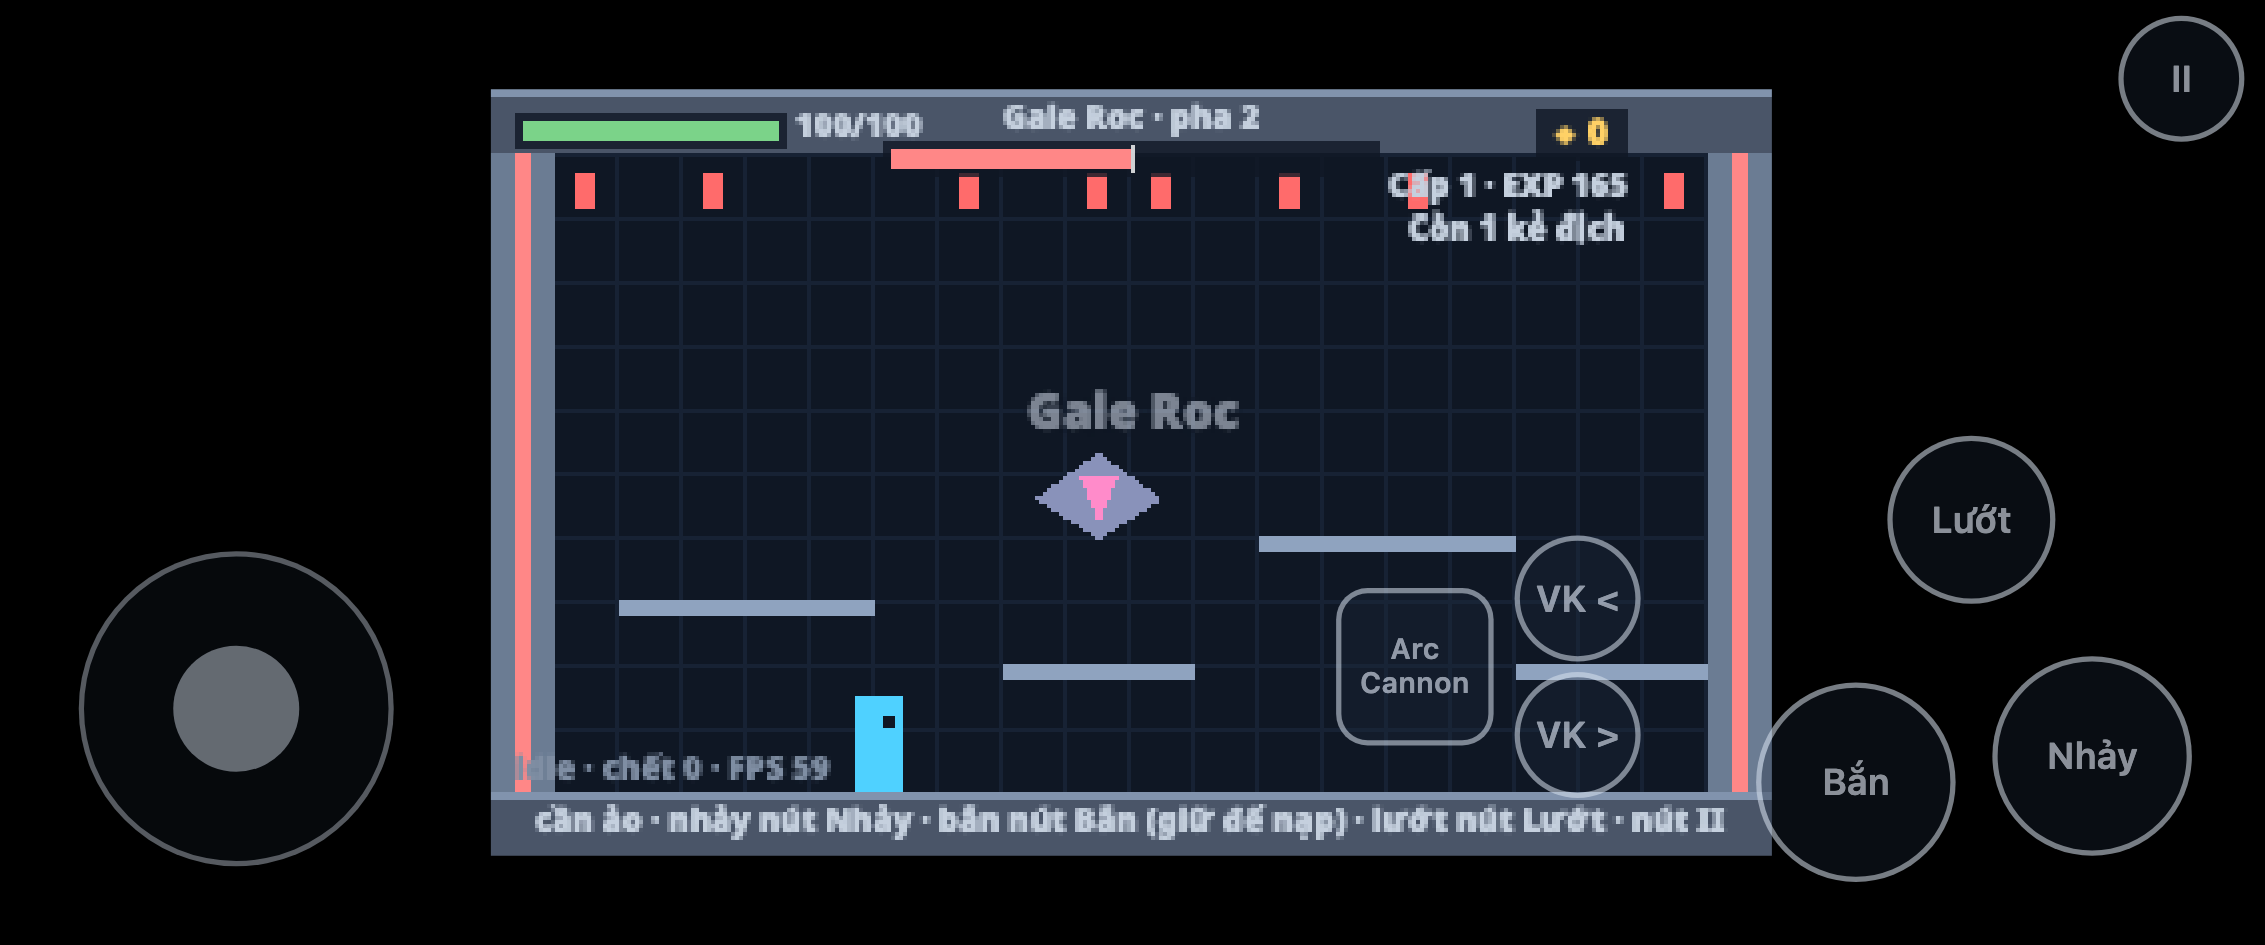 II
100/100
Gale Roc · pha 2
0
Cấp 1 · EXP 165
Còn 1 kẻ địch
Gale Roc
Lướt
VK <
Arc
Cannon
VK >
Bắn
Nhảy
Idle · chết 0 · FPS 59
cần ảo · nhảy nút Nhảy · bắn nút Bắn (giữ để nạp) · lướt nút Lướt · nút II